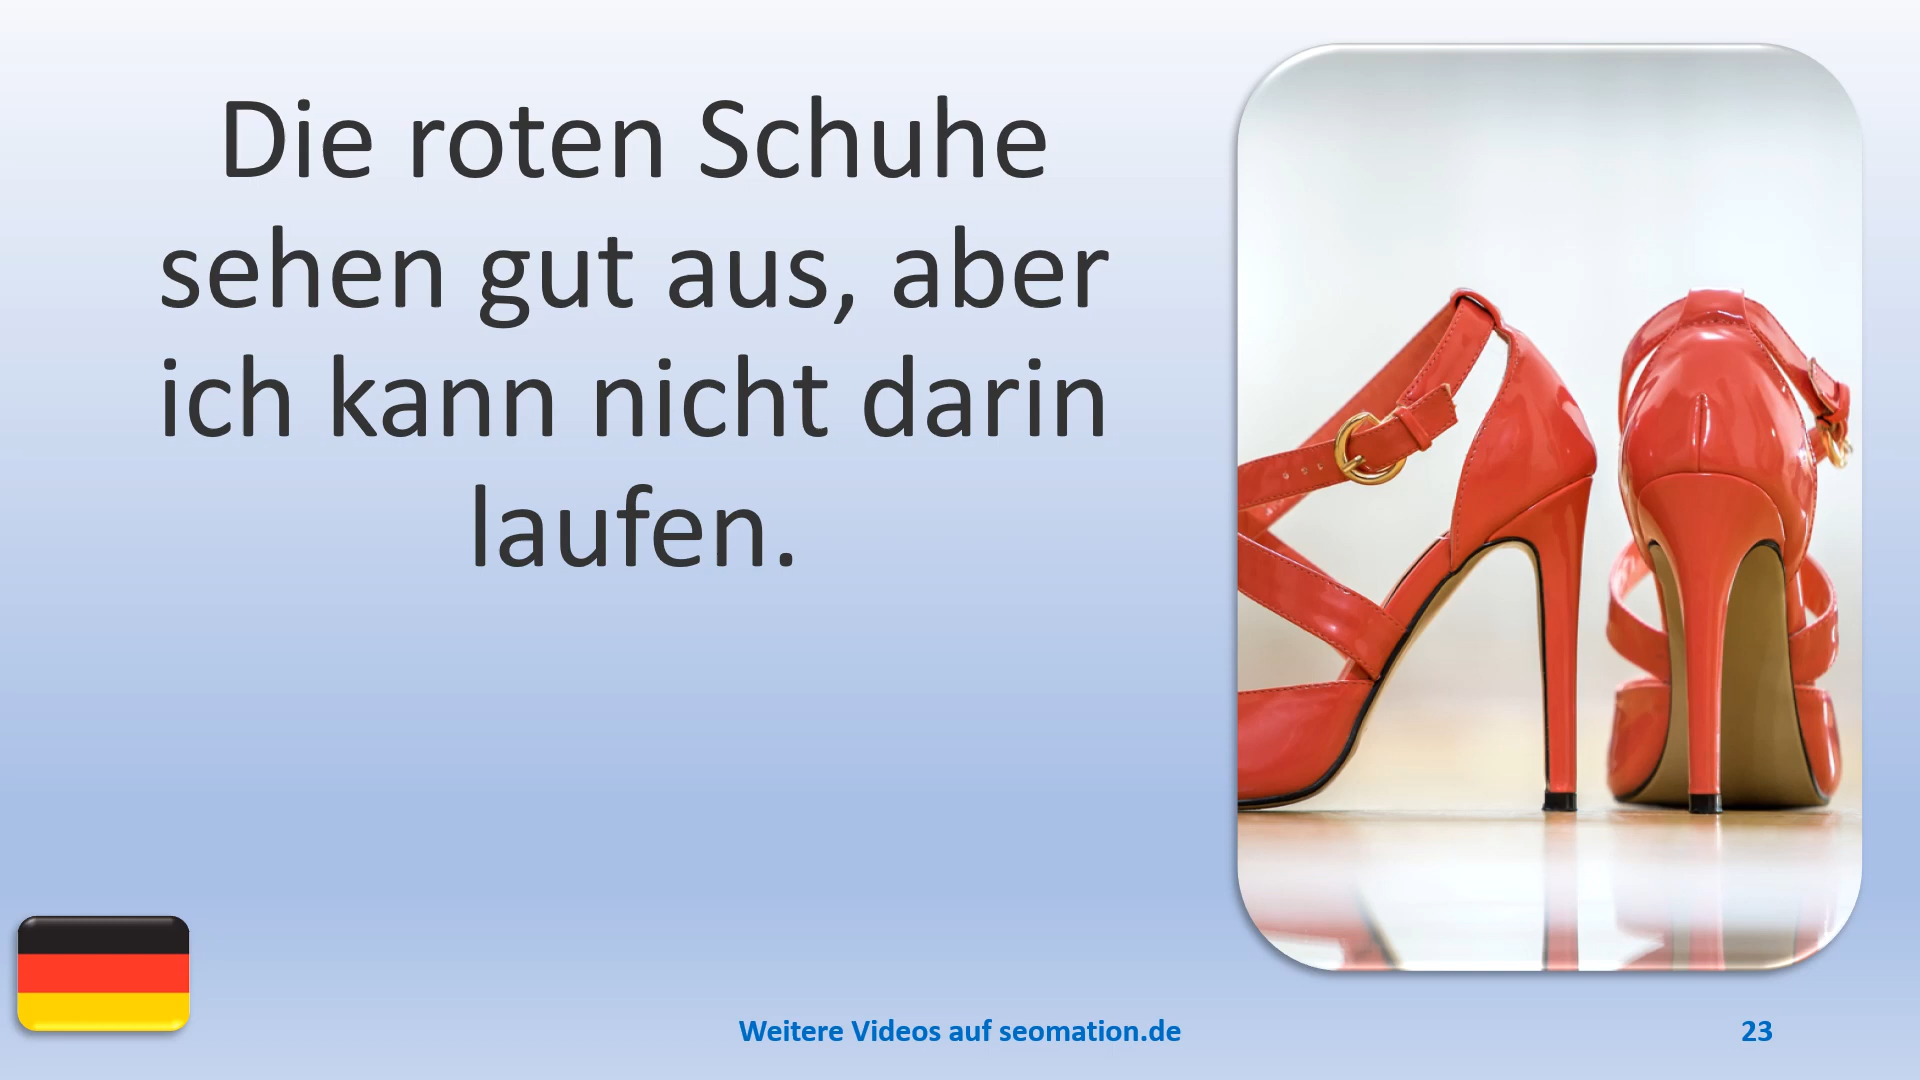 Die roten Schuhe
sehen gut aus, aber
ich kann nicht darin
laufen.
Weitere Videos auf seomation.de
23